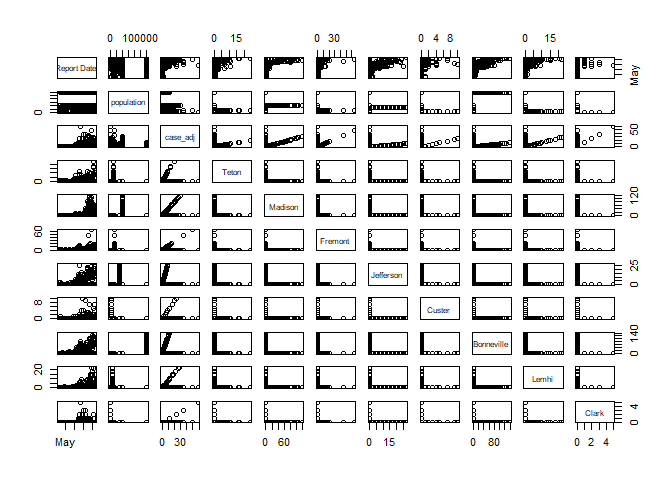 0 100000 0 15 0 60 0 4 8 0 15
Report Date
May
population
0
case_adj
0 50
Teton
0
Madison
0 120
Fremont
0 60
Jefferson
0 25
Custer
0 8
Bonneville
0 140
Lemhi
0 20
Clark
0 4
May 0 30 0 60 0 15 0 80 0 2 4